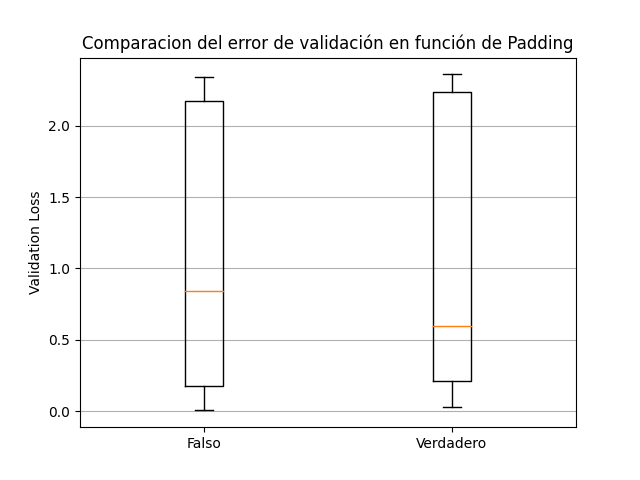 Comparacion del error de validación en función de Padding
Validation Loss
2.0
1.5
1.0
0.5
0.0
Falso
Verdadero